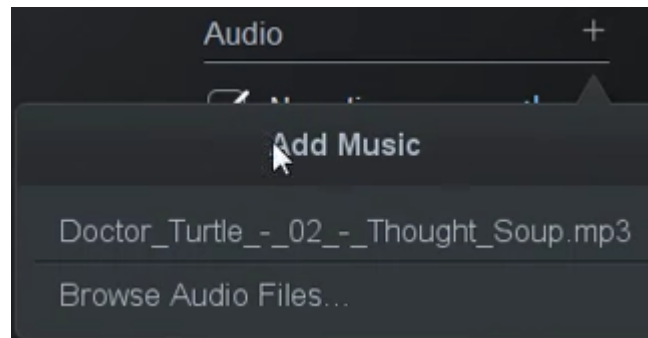 Audio +
Add Music
Doctor_Turtle_-_02_-_Thought_Soup.mp3
Browse Audio Files...